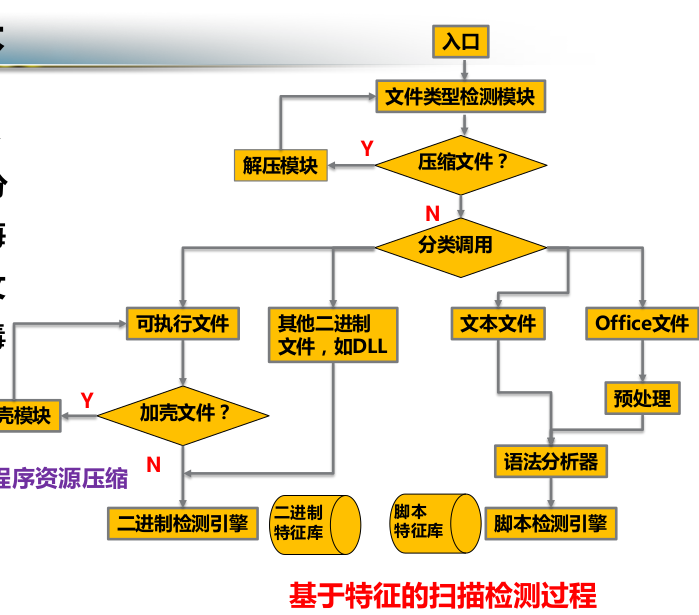 入口
文件类型检测模块
Y
解压模块
压缩文件？
N
分类调用
可执行文件
其他二进制
文件，如DLL
文本文件
Office文件
Y
壳模块
加壳文件？
预处理
N
程序资源压缩
语法分析器
二进制检测引擎
二进制
特征库
脚本
特征库
脚本检测引擎
基于特征的扫描检测过程